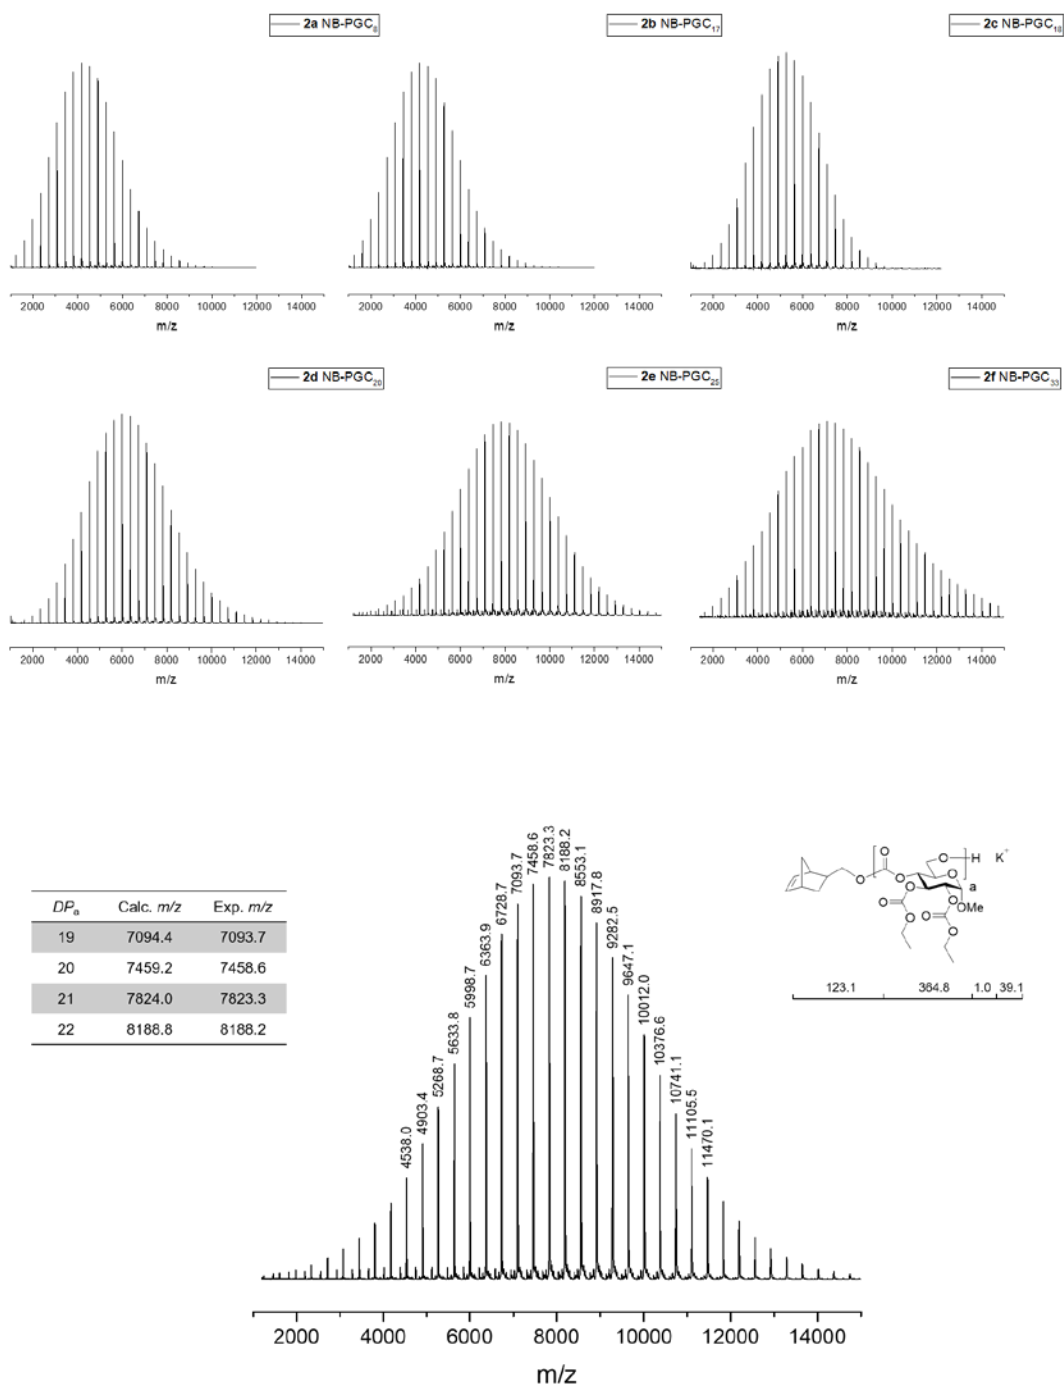 2a NB-PGC8
2b NB-PGC17
2c NB-PGC18
2000 4000 6000 8000 10000 12000 14000
m/z
2000 4000 6000 8000 10000 12000 14000
m/z
2000 4000 6000 8000 10000 12000 14000
m/z
2d NB-PGC20
2e NB-PGC25
2f NB-PGC33
2000 4000 6000 8000 10000 12000 14000
m/z
2000 4000 6000 8000 10000 12000 14000
m/z
2000 4000 6000 8000 10000 12000 14000
m/z
DPa Calc. m/z Exp. m/z
19 7094.4 7093.7
20 7459.2 7458.6
21 7824.0 7823.3
22 8188.8 8188.2
4538.0
4903.4
5268.7
5633.8
5998.7
6363.9
6728.7
7093.7
7458.6
7823.3
8188.2
8553.1
8917.8
9282.5
9647.1
10012.0
10376.6
10741.1
11105.5
11470.1
O O H K+
O O O a
O O O OMe
O O
O
123.1 364.8 1.0 39.1
2000 4000 6000 8000 10000 12000 14000
m/z